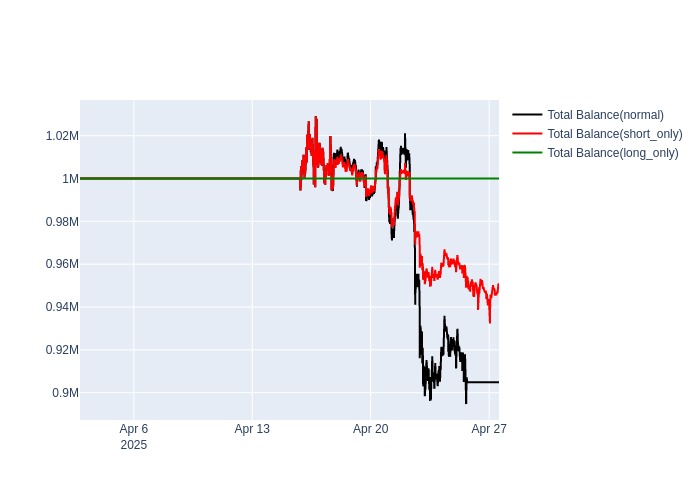 Total Balance(normal)
Total Balance(short_only)
Total Balance(long_only)
1.02M
1M
0.98M
0.96M
0.94M
0.92M
0.9M
Apr 6
2025
Apr 13
Apr 20
Apr 27